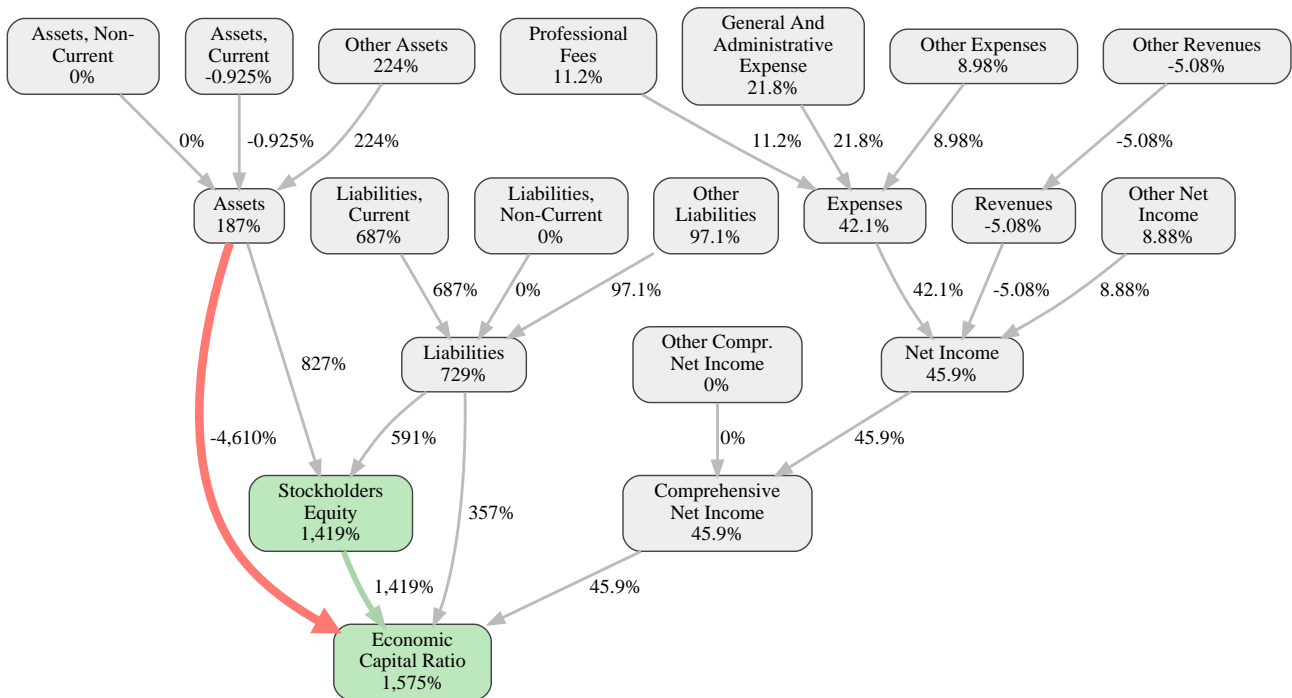 Assets, Non-
Current
0%
Assets,
Current
-0.925%
Other Assets
224%
Professional
Fees
11.2%
General And
Administrative
Expense
21.8%
Other Expenses
8.98%
Other Revenues
-5.08%
0%
-0.925%
224%
11.2%
21.8%
8.98%
-5.08%
Assets
187%
Liabilities,
Current
687%
Liabilities,
Non-Current
0%
Other
Liabilities
97.1%
Expenses
42.1%
Revenues
-5.08%
Other Net
Income
8.88%
687%
0%
97.1%
42.1%
-5.08%
8.88%
827%
Liabilities
729%
Other Compr.
Net Income
0%
Net Income
45.9%
-4,610%
591%
0%
45.9%
Stockholders
Equity
1,419%
357%
Comprehensive
Net Income
45.9%
1,419%
45.9%
Economic
Capital Ratio
1,575%